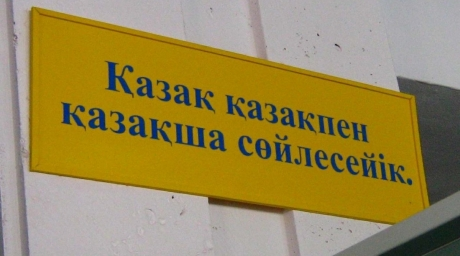 Қазақ қазақпен
қазақша сөйлесейік.